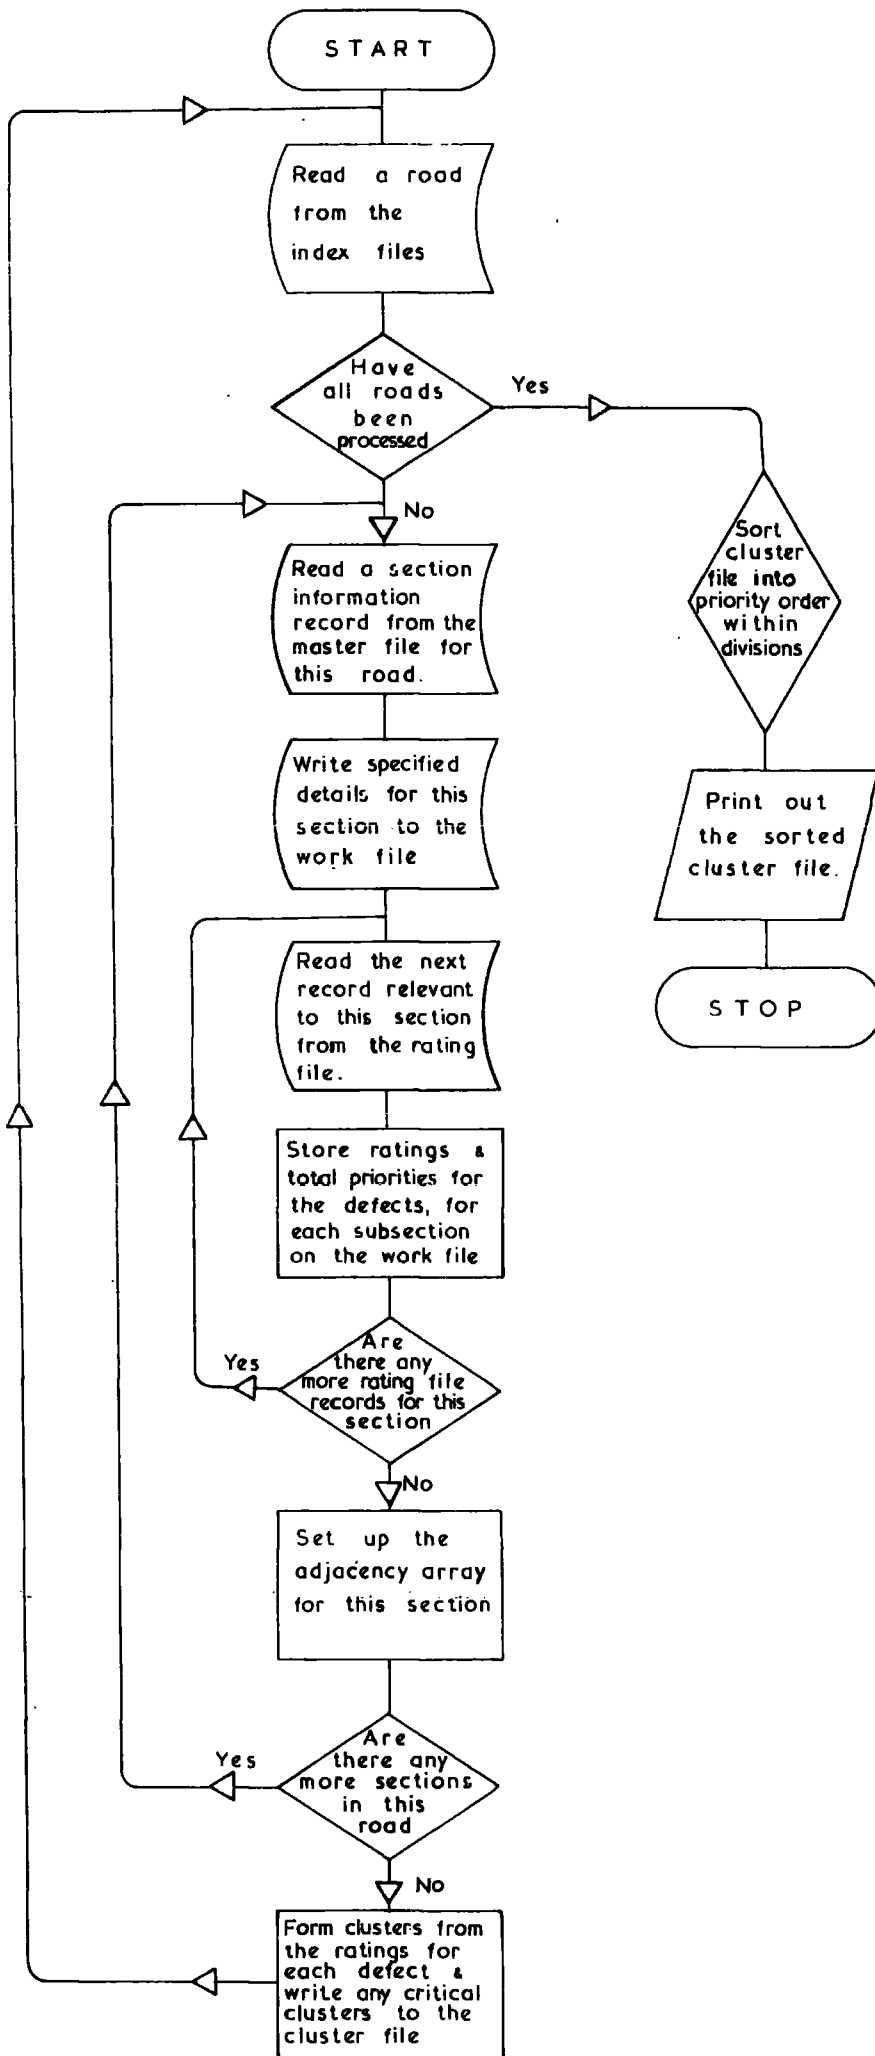 START
Read a road
from the
index files
Have
all roads
been
processed
Yes
No
Sort
cluster
file into
priority order
within
divisions
Read a section
information
record from the
master file for
this road.
Write specified
details for this
section to the
work file
Print out
the sorted
cluster file.
Read the next
record relevant
to this section
from the rating
file.
STOP
Store ratings &
total priorities for
the defects, for
each subsection
on the work file
Are
there any
more rating file
records for this
section
Yes
No
Set up the
adjacency array
for this section
Are
there any
more sections
in this
road
Yes
No
Form clusters from
the ratings for
each defect &
write any critical
clusters to the
cluster file